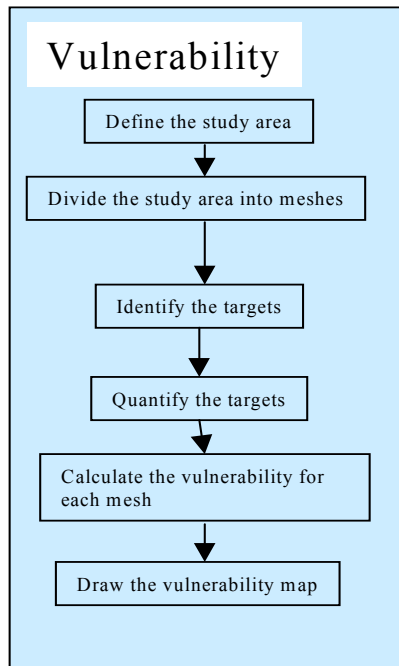 Vulnerability
Define the study area
Divide the study area into meshes
Identify the targets
Quantify the targets
Calculate the vulnerability for
each mesh
Draw the vulnerability map